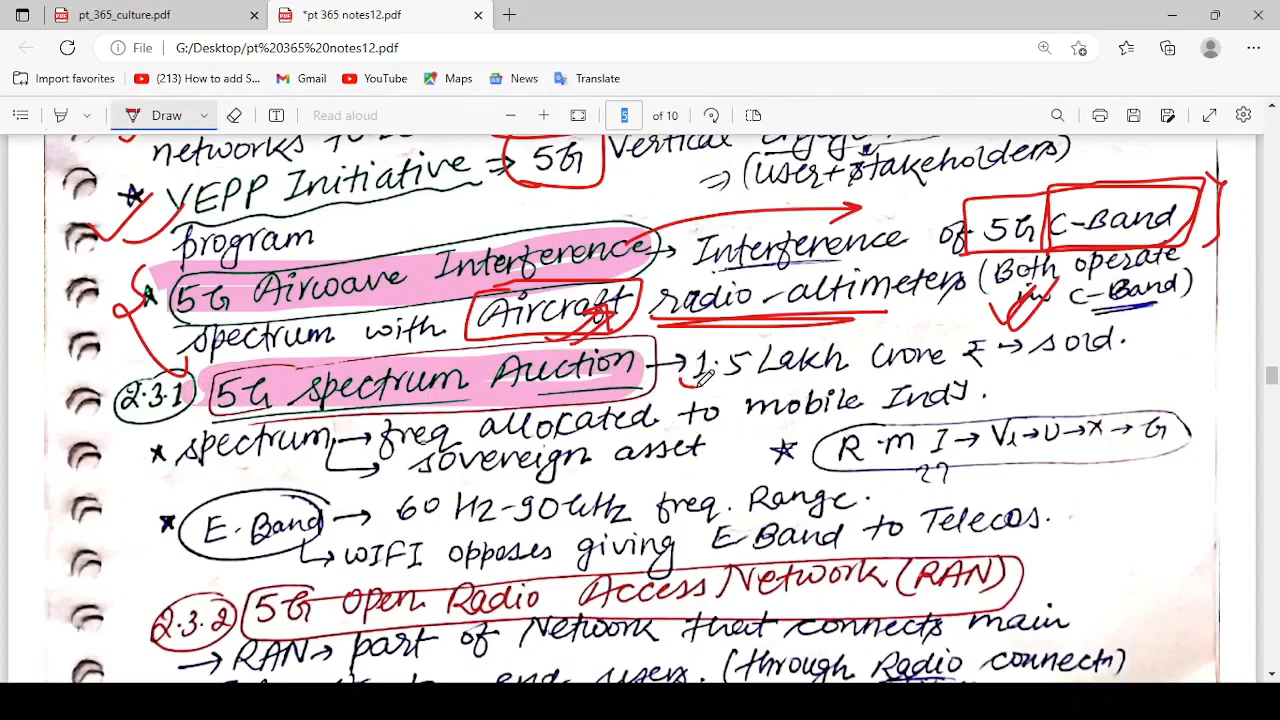 pt_365_culture.pdf
*pt 365 notes12.pdf
File G:/Desktop/pt%20365%20notes12.pdf
Import favorites (213) How to add S... Gmail YouTube Maps News Translate
Draw Read aloud 5 of 10
networks to Vertical
* VEPP Initiative → 5G ⇒ (user + stakeholders)
program
* 5G Airwave Interference → Interference of 5G C-Band
spectrum with Aircraft radio-altimeters (Both operate
in C-Band)
2.3.1 5G spectrum Auction → 1.5 Lakh Crore ₹ → sold.
* spectrum → freq allocated to mobile Indy.
→ sovereign asset
* R.M I → VI → U → X → G
27
* E-Band → 60 Hz-90GHz freq. Range.
→ WIFI opposes giving E Band to Telecos.
2.3.2 5G Open Radio Access Network (RAN)
→ RAN → part of Network that connects main
end users. (through Radio connects)